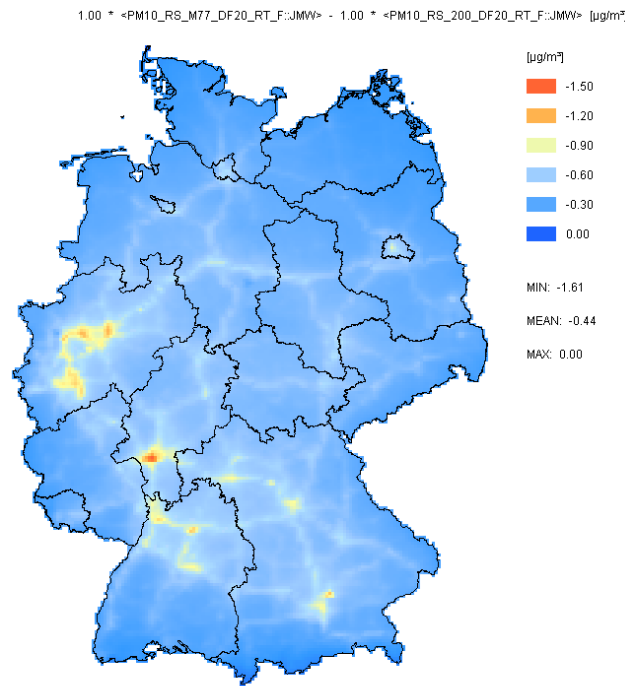 1.00 * <PM10_RS_M77_DF20_RT_F::JMW> - 1.00 * <PM10_RS_200_DF20_RT_F::JMW> [µg/m³]
[µg/m³]
-1.50
-1.20
-0.90
-0.60
-0.30
0.00
MIN: -1.61
MEAN: -0.44
MAX: 0.00